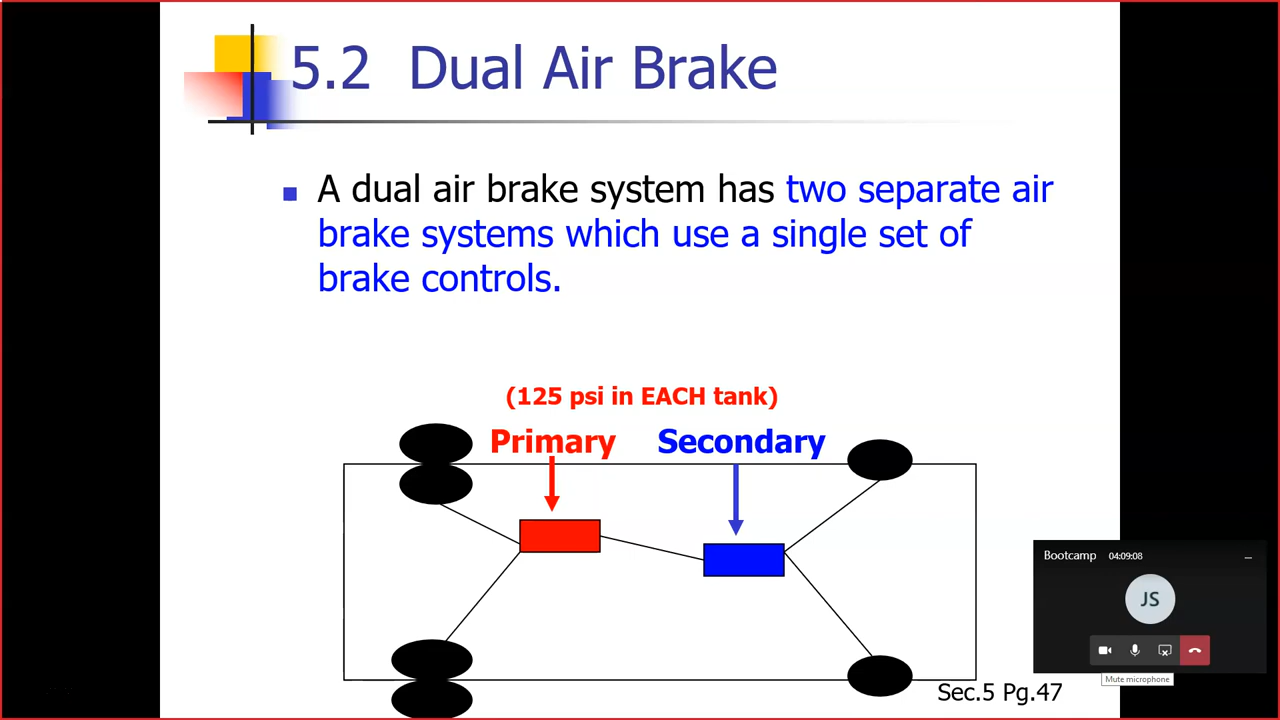 5.2 Dual Air Brake
A dual air brake system has two separate air
brake systems which use a single set of
brake controls.
(125 psi in EACH tank)
Primary Secondary
Bootcamp 04:09:08
JS
Mute microphone
Sec.5 Pg.47